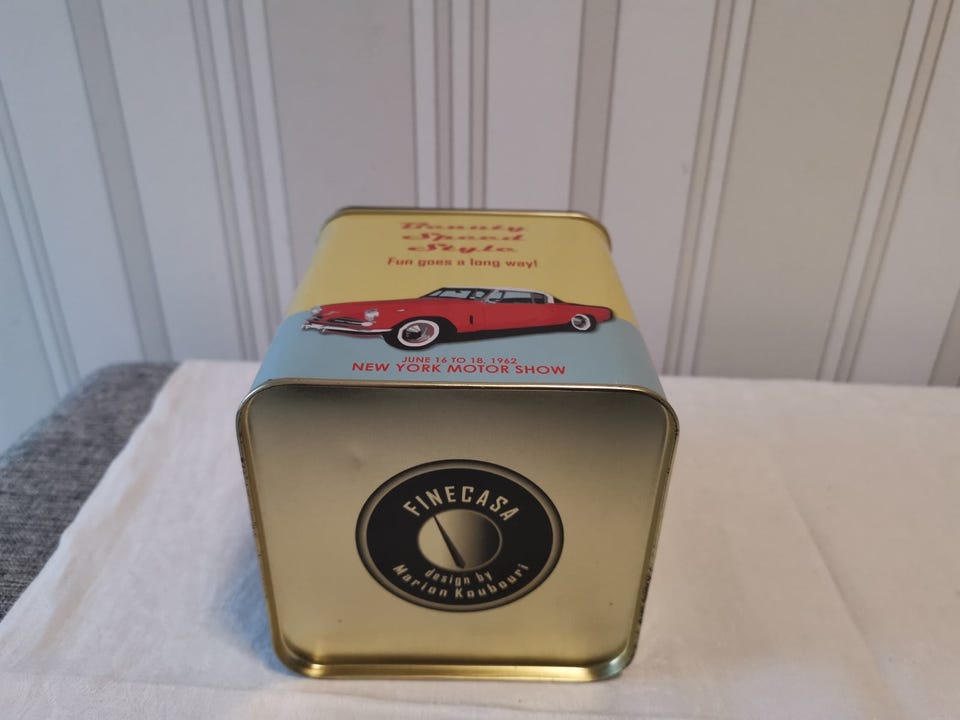 Beauty
Speed
Style
Fun goes a long way!
JUNE 16 TO 18, 1962
NEW YORK MOTOR SHOW
FINECASA
design by
Marion Koubouri